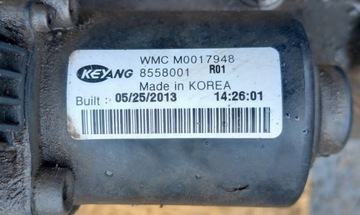 KEYANG
WMC M0017948
8558001 R01
Made in KOREA
Built : 05/25/2013 14:26:01